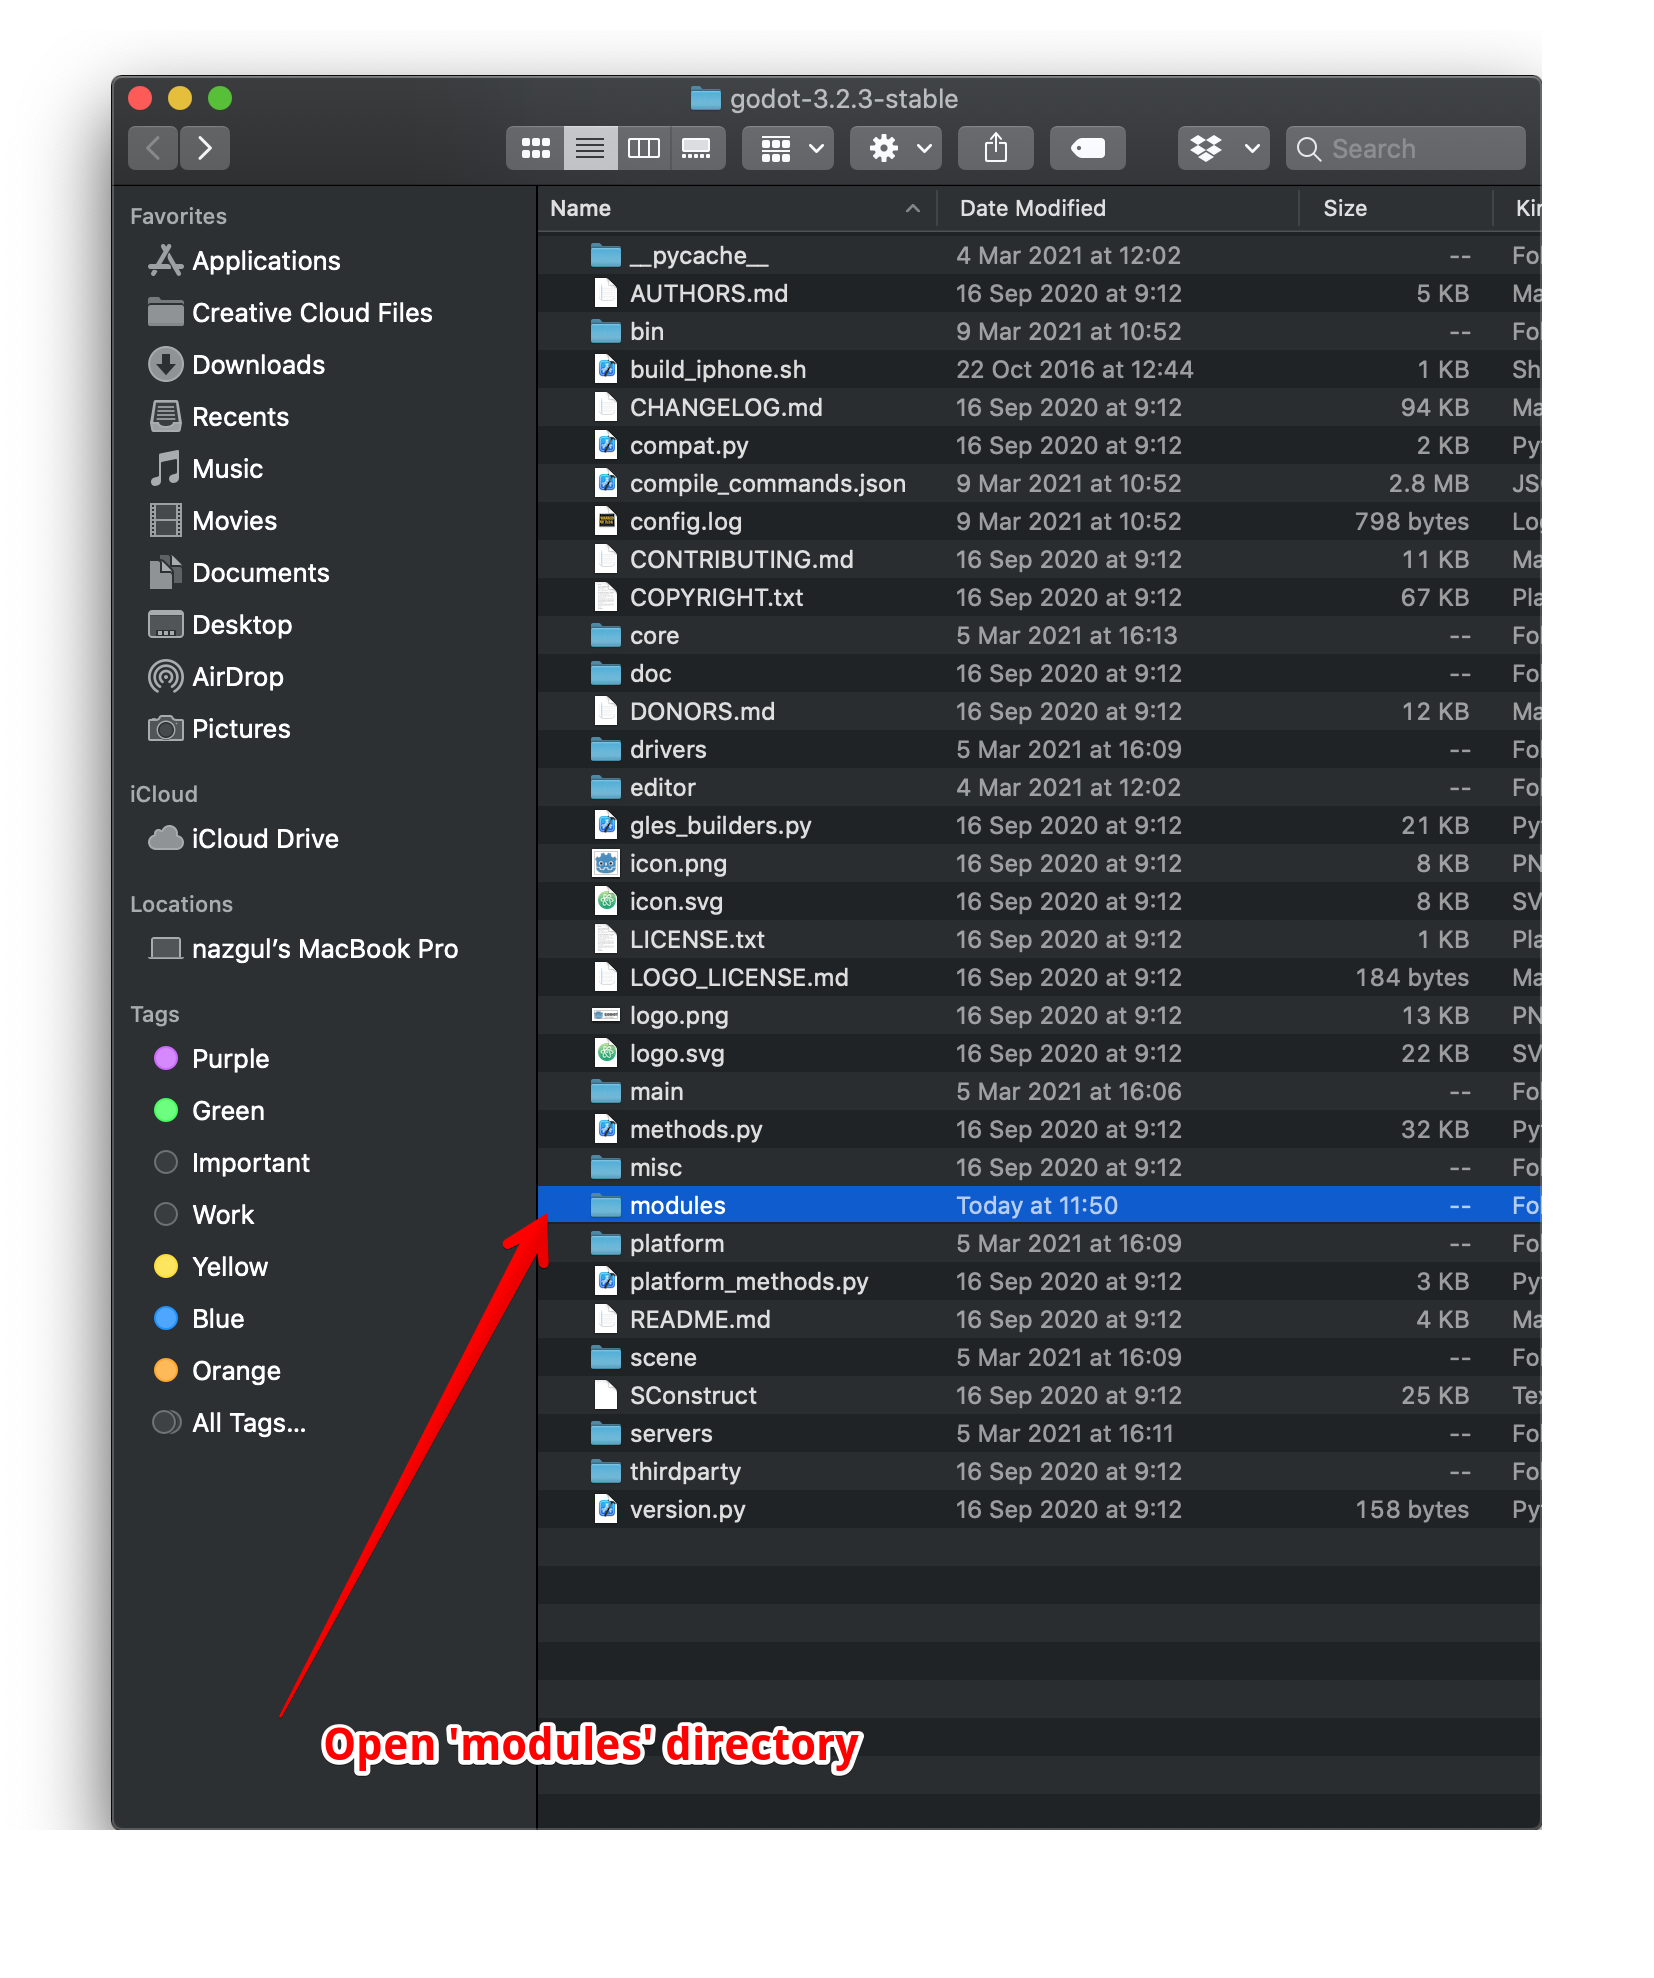 godot-3.2.3-stable
Search
Favorites
Applications
Creative Cloud Files
Downloads
Recents
Music
Movies
Documents
Desktop
AirDrop
Pictures
iCloud
iCloud Drive
Locations
nazgul’s MacBook Pro
Tags
Purple
Green
Important
Work
Yellow
Blue
Orange
All Tags...
Name Date Modified Size Kin
__pycache__ 4 Mar 2021 at 12:02 -- Fol
AUTHORS.md 16 Sep 2020 at 9:12 5 KB Ma
bin 9 Mar 2021 at 10:52 -- Fol
build_iphone.sh 22 Oct 2016 at 12:44 1 KB Sh
CHANGELOG.md 16 Sep 2020 at 9:12 94 KB Ma
compat.py 16 Sep 2020 at 9:12 2 KB Py
compile_commands.json 9 Mar 2021 at 10:52 2.8 MB JS
config.log 9 Mar 2021 at 10:52 798 bytes Lo
CONTRIBUTING.md 16 Sep 2020 at 9:12 11 KB Ma
COPYRIGHT.txt 16 Sep 2020 at 9:12 67 KB Pla
core 5 Mar 2021 at 16:13 -- Fol
doc 16 Sep 2020 at 9:12 -- Fol
DONORS.md 16 Sep 2020 at 9:12 12 KB Ma
drivers 5 Mar 2021 at 16:09 -- Fol
editor 4 Mar 2021 at 12:02 -- Fol
gles_builders.py 16 Sep 2020 at 9:12 21 KB Py
icon.png 16 Sep 2020 at 9:12 8 KB PN
icon.svg 16 Sep 2020 at 9:12 8 KB SV
LICENSE.txt 16 Sep 2020 at 9:12 1 KB Pla
LOGO_LICENSE.md 16 Sep 2020 at 9:12 184 bytes Ma
logo.png 16 Sep 2020 at 9:12 13 KB PN
logo.svg 16 Sep 2020 at 9:12 22 KB SV
main 5 Mar 2021 at 16:06 -- Fol
methods.py 16 Sep 2020 at 9:12 32 KB Py
misc 16 Sep 2020 at 9:12 -- Fol
modules Today at 11:50 -- Fol
platform 5 Mar 2021 at 16:09 -- Fol
platform_methods.py 16 Sep 2020 at 9:12 3 KB Py
README.md 16 Sep 2020 at 9:12 4 KB Ma
scene 5 Mar 2021 at 16:09 -- Fol
SConstruct 16 Sep 2020 at 9:12 25 KB Tex
servers 5 Mar 2021 at 16:11 -- Fol
thirdparty 16 Sep 2020 at 9:12 -- Fol
version.py 16 Sep 2020 at 9:12 158 bytes Py
Open 'modules' directory